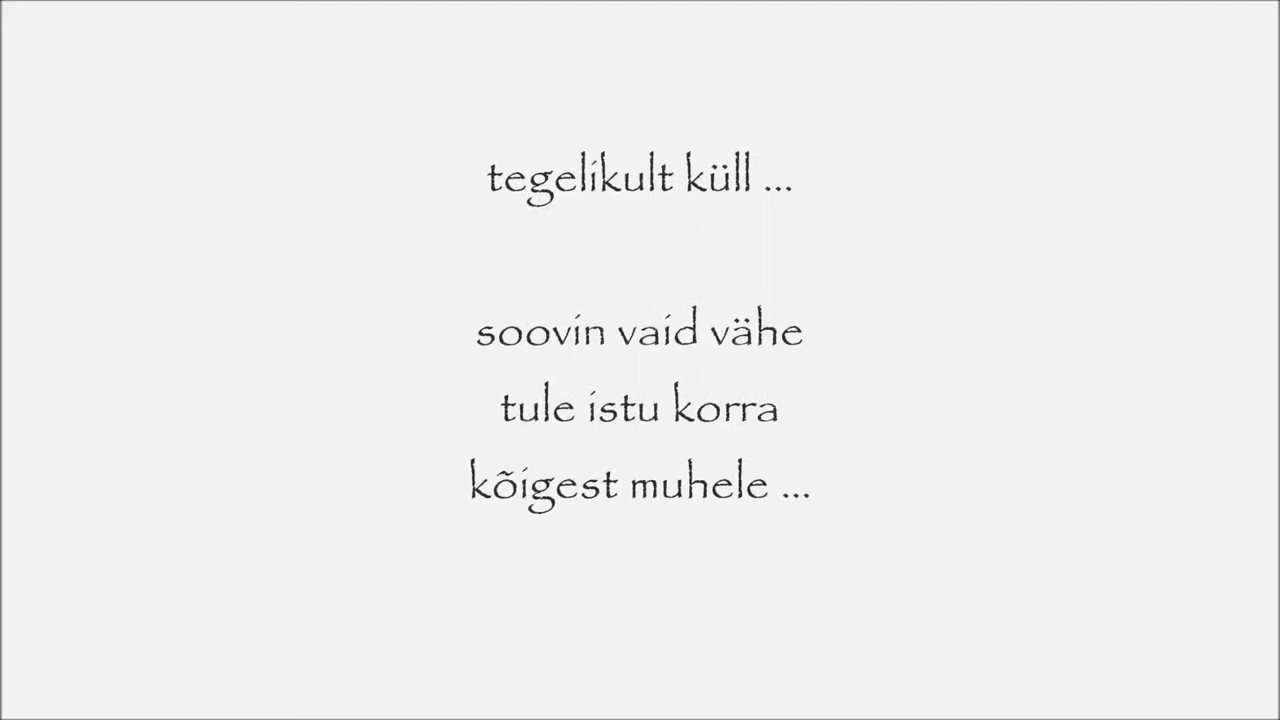 tegelikult küll ...
soovin vaid vähe
tule istu korra
kõigest muhele ...